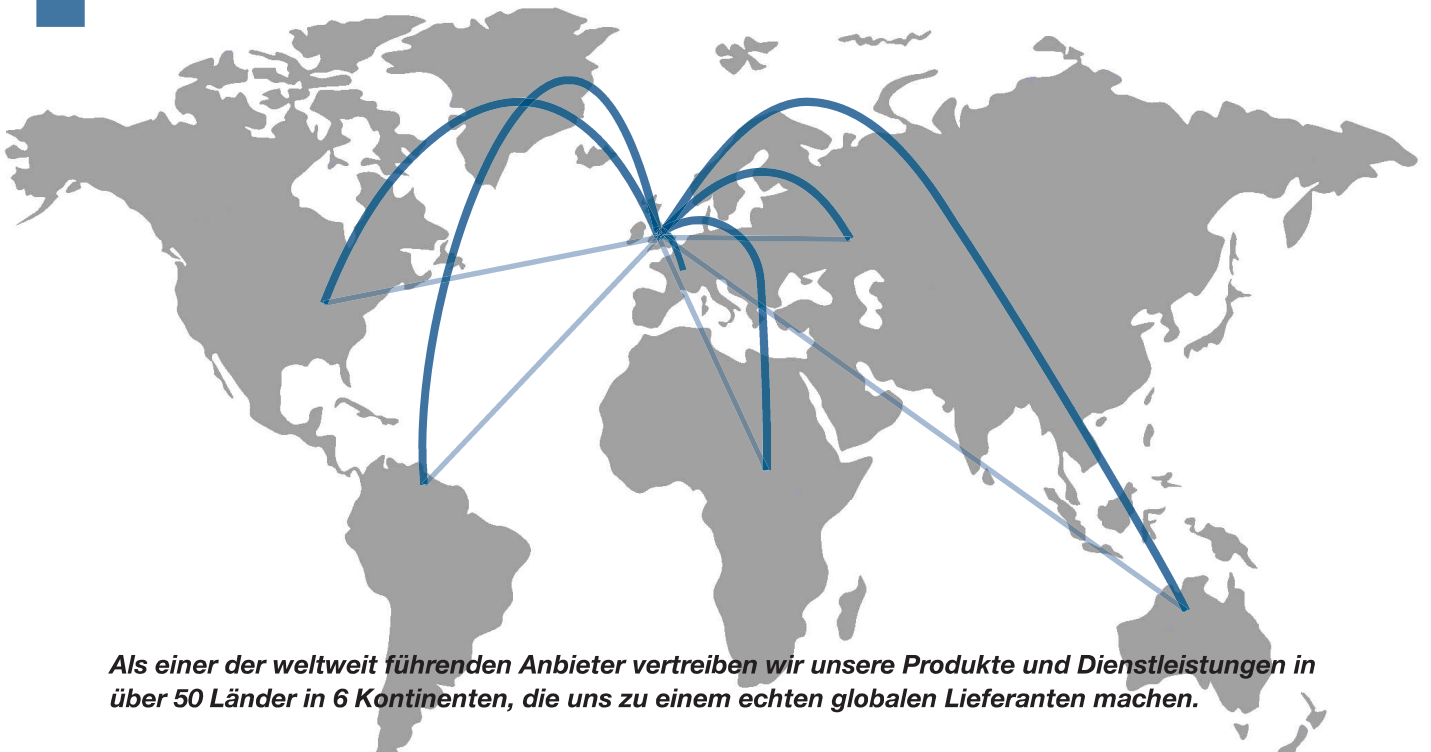 Als einer der weltweit führenden Anbieter vertreiben wir unsere Produkte und Dienstleistungen in
über 50 Länder in 6 Kontinenten, die uns zu einem echten globalen Lieferanten machen.